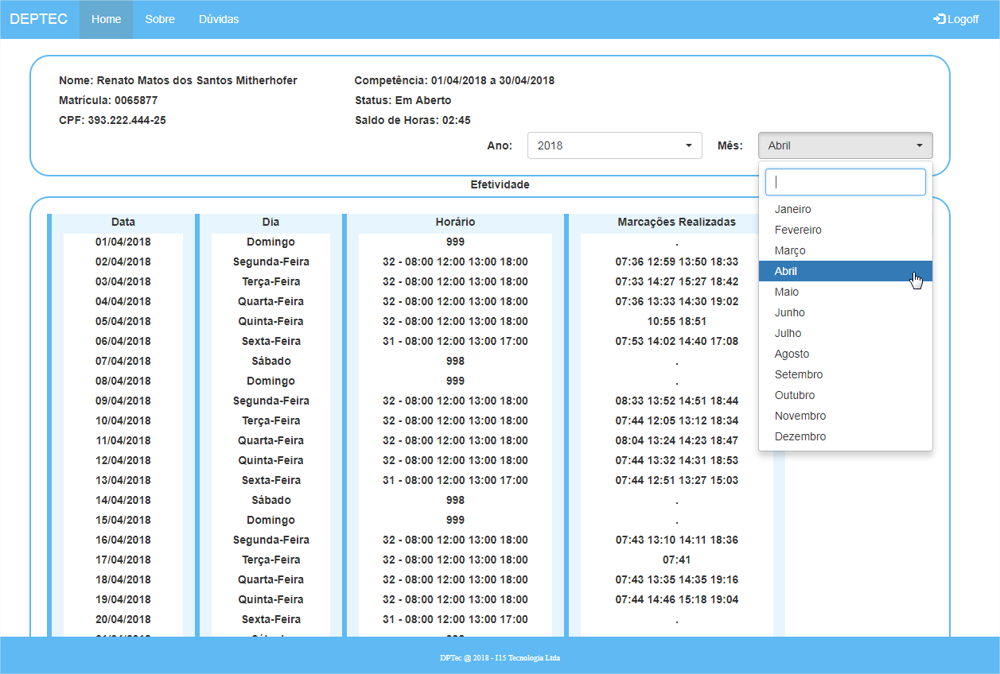 DEPTEC Home Sobre Dúvidas Logoff
Nome: Renato Matos dos Santos Mitherhofer
Matrícula: 0065877
CPF: 393.222.444-25
Competência: 01/04/2018 a 30/04/2018
Status: Em Aberto
Saldo de Horas: 02:45
Ano: 2018 Mês: Abril
Janeiro
Fevereiro
Março
Abril
Maio
Junho
Julho
Agosto
Setembro
Outubro
Novembro
Dezembro
Efetividade
Data Dia Horário Marcações Realizadas
01/04/2018 Domingo 999 .
02/04/2018 Segunda-Feira 32 - 08:00 12:00 13:00 18:00 07:36 12:59 13:50 18:33
03/04/2018 Terça-Feira 32 - 08:00 12:00 13:00 18:00 07:33 14:27 15:27 18:42
04/04/2018 Quarta-Feira 32 - 08:00 12:00 13:00 18:00 07:36 13:33 14:30 19:02
05/04/2018 Quinta-Feira 32 - 08:00 12:00 13:00 18:00 10:55 18:51
06/04/2018 Sexta-Feira 31 - 08:00 12:00 13:00 17:00 07:53 14:02 14:40 17:08
07/04/2018 Sábado 998 .
08/04/2018 Domingo 999 .
09/04/2018 Segunda-Feira 32 - 08:00 12:00 13:00 18:00 08:33 13:52 14:51 18:44
10/04/2018 Terça-Feira 32 - 08:00 12:00 13:00 18:00 07:44 12:05 13:12 18:34
11/04/2018 Quarta-Feira 32 - 08:00 12:00 13:00 18:00 08:04 13:24 14:23 18:47
12/04/2018 Quinta-Feira 32 - 08:00 12:00 13:00 18:00 07:44 13:32 14:31 18:53
13/04/2018 Sexta-Feira 31 - 08:00 12:00 13:00 17:00 07:44 12:51 13:27 15:03
14/04/2018 Sábado 998 .
15/04/2018 Domingo 999 .
16/04/2018 Segunda-Feira 32 - 08:00 12:00 13:00 18:00 07:43 13:10 14:11 18:36
17/04/2018 Terça-Feira 32 - 08:00 12:00 13:00 18:00 07:41
18/04/2018 Quarta-Feira 32 - 08:00 12:00 13:00 18:00 07:43 13:35 14:35 19:16
19/04/2018 Quinta-Feira 32 - 08:00 12:00 13:00 18:00 07:44 14:46 15:18 19:04
20/04/2018 Sexta-Feira 31 - 08:00 12:00 13:00 17:00 .
DPTec @ 2018 - I15 Tecnologia Ltda